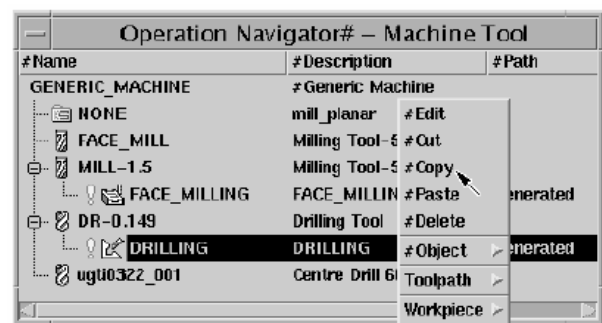 Operation Navigator# – Machine Tool
#Name #Description #Path
GENERIC_MACHINE #Generic Machine
NONE mill_planar #Edit
FACE_MILL Milling Tool-5 #Cut
MILL-1.5 Milling Tool-5 #Copy
FACE_MILLING FACE_MILLIN #Paste enerated
DR-0.149 Drilling Tool #Delete
DRILLING DRILLING #Object enerated
ugti0322_001 Centre Drill 6 Toolpath
Workpiece